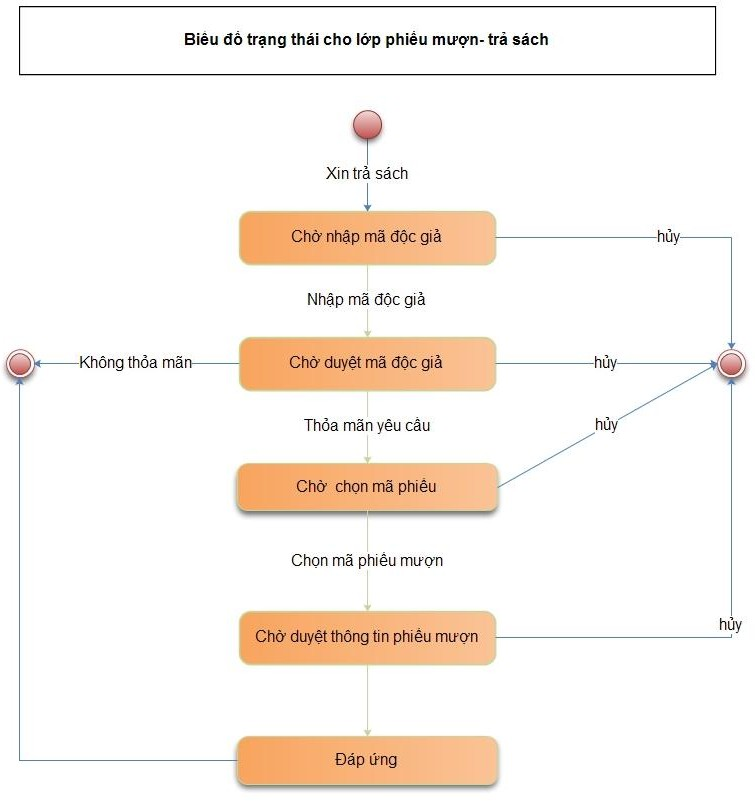 Biểu đồ trạng thái cho lớp phiếu mượn- trả sách
Xin trả sách
Chờ nhập mã độc giả
hủy
Nhập mã độc giả
Không thỏa mãn
Chờ duyệt mã độc giả
hủy
Thỏa mãn yêu cầu
hủy
Chờ chọn mã phiếu
Chọn mã phiếu mượn
hủy
Chờ duyệt thông tin phiếu mượn
Đáp ứng